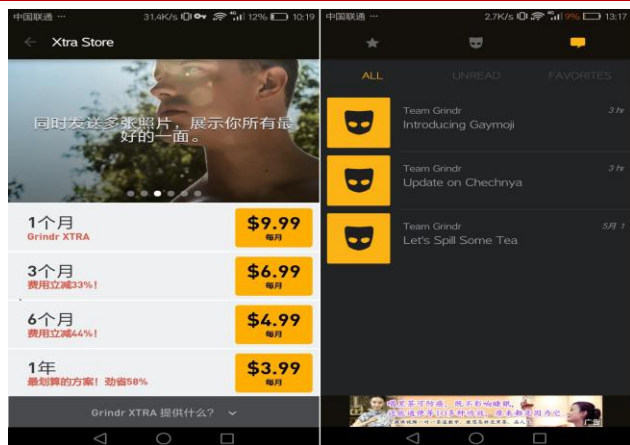 中国联通 ... 31.4K/s 12% 10:19
Xtra Store
同时发送多张照片，展示你所有最
好的一面。
1个月
Grindr XTRA
$9.99
每月
3个月
费用立减33%!
$6.99
每月
6个月
费用立减44%!
$4.99
每月
1年
最划算的方案! 劲省58%
$3.99
每月
Grindr XTRA 提供什么?
中国联通 ... 2.7K/s 9% 13:17
ALL UNREAD FAVORITES
Team Grindr 3 hr
Introducing Gaymoji
Team Grindr 3 hr
Update on Chechnya
Team Grindr 5月 1
Let's Spill Some Tea
广告